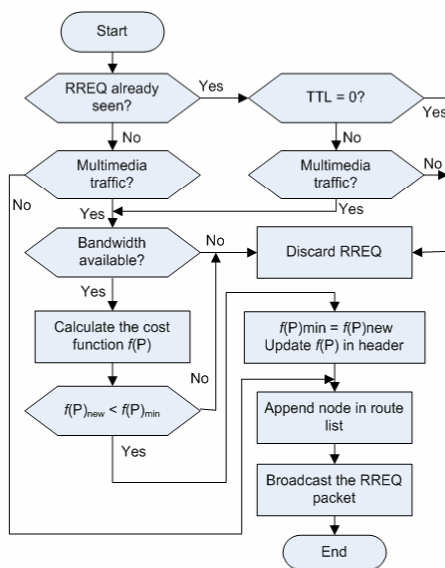 Start
RREQ already
seen?
Yes
TTL = 0?
Yes
No
No
Multimedia
traffic?
Multimedia
traffic?
No
No
Yes
Yes
Bandwidth
available?
No
Discard RREQ
Yes
Calculate the cost
function f(P)
f(P)min = f(P)new
Update f(P) in header
No
f(P)new < f(P)min
Append node in route
list
Yes
Broadcast the RREQ
packet
End